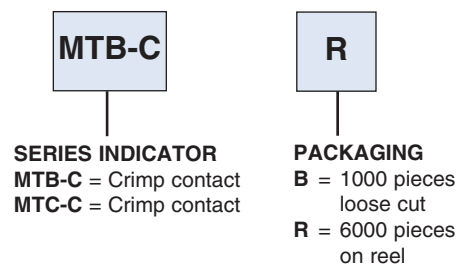 MTB-C
R
SERIES INDICATOR
MTB-C = Crimp contact
MTC-C = Crimp contact
PACKAGING
B = 1000 pieces
loose cut
R = 6000 pieces
on reel